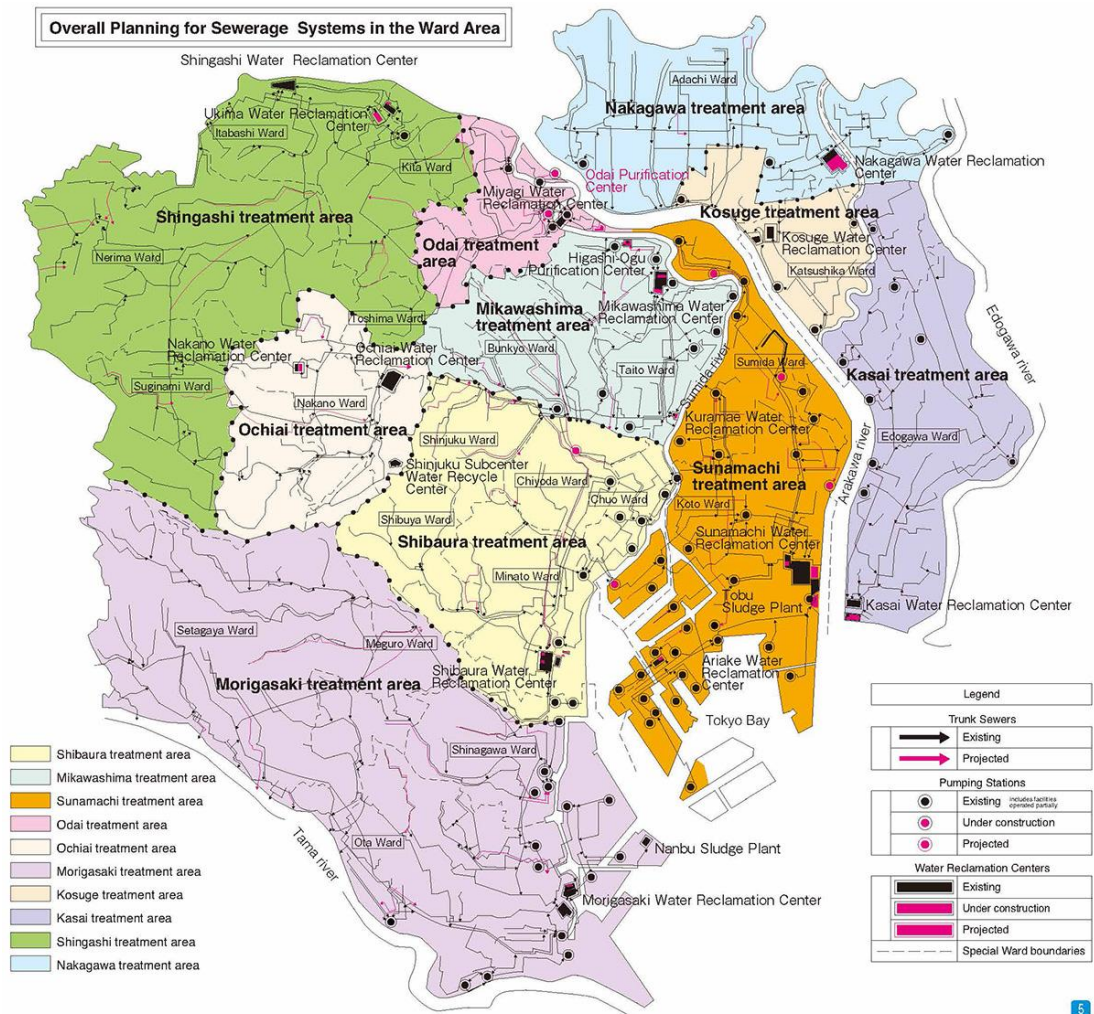 Overall Planning for Sewerage Systems in the Ward Area
Shingashi Water Reclamation Center
Adachi Ward
Nakagawa treatment area
Ukima Water Reclamation
Center
Itabashi Ward
Kita Ward
Nakagawa Water Reclamation
Center
Odai Purification
Center
Miyagi Water
Reclamation Center
Shingashi treatment area
Kosuge treatment area
Odai treatment
area
Kosuge Water
Reclamation Center
Nerima Ward
Higashi-Ogu
Purification Center
Katsushika Ward
Mikawashima
treatment area
Mikawashima Water
Reclamation Center
Edogawa river
Toshima Ward
Nakano Water
Reclamation Center
Ochiai Water
Reclamation Center
Bunkyo Ward
Taito Ward
Sumida river
Sumida Ward
Kasai treatment area
Suginami Ward
Nakano Ward
Ochiai treatment area
Shinjuku Ward
Kuramae Water
Reclamation Center
Edogawa Ward
Shinjuku Subcenter
Water Recycle
Center
Chiyoda Ward
Sunamachi
treatment area
Arakawa river
Chuo Ward
Koto Ward
Shibuya Ward
Shibaura treatment area
Sunamachi Water
Reclamation Center
Minato Ward
Tobu
Sludge Plant
Kasai Water Reclamation Center
Setagaya Ward
Meguro Ward
Morigasaki treatment area
Shibaura Water
Reclamation Center
Ariake Water
Reclamation
Center
Tokyo Bay
Shinagawa Ward
Tama river
Ota Ward
Nanbu Sludge Plant
Morigasaki Water Reclamation Center
Shibaura treatment area
Mikawashima treatment area
Sunamachi treatment area
Odai treatment area
Ochiai treatment area
Morigasaki treatment area
Kosuge treatment area
Kasai treatment area
Shingashi treatment area
Nakagawa treatment area
Legend
Trunk Sewers
Existing
Projected
Pumping Stations
Existing includes facilities operated partially
Under construction
Projected
Water Reclamation Centers
Existing
Under construction
Projected
Special Ward boundaries
5